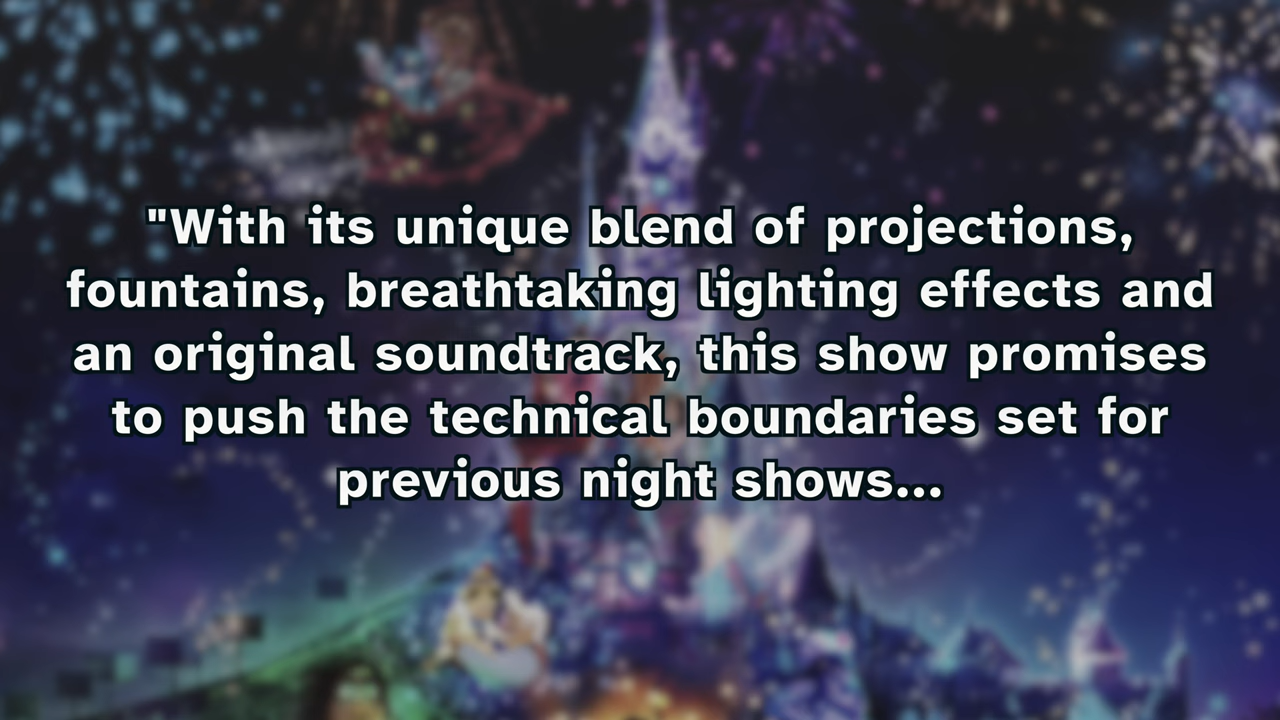 "With its unique blend of projections,
fountains, breathtaking lighting effects and
an original soundtrack, this show promises
to push the technical boundaries set for
previous night shows...